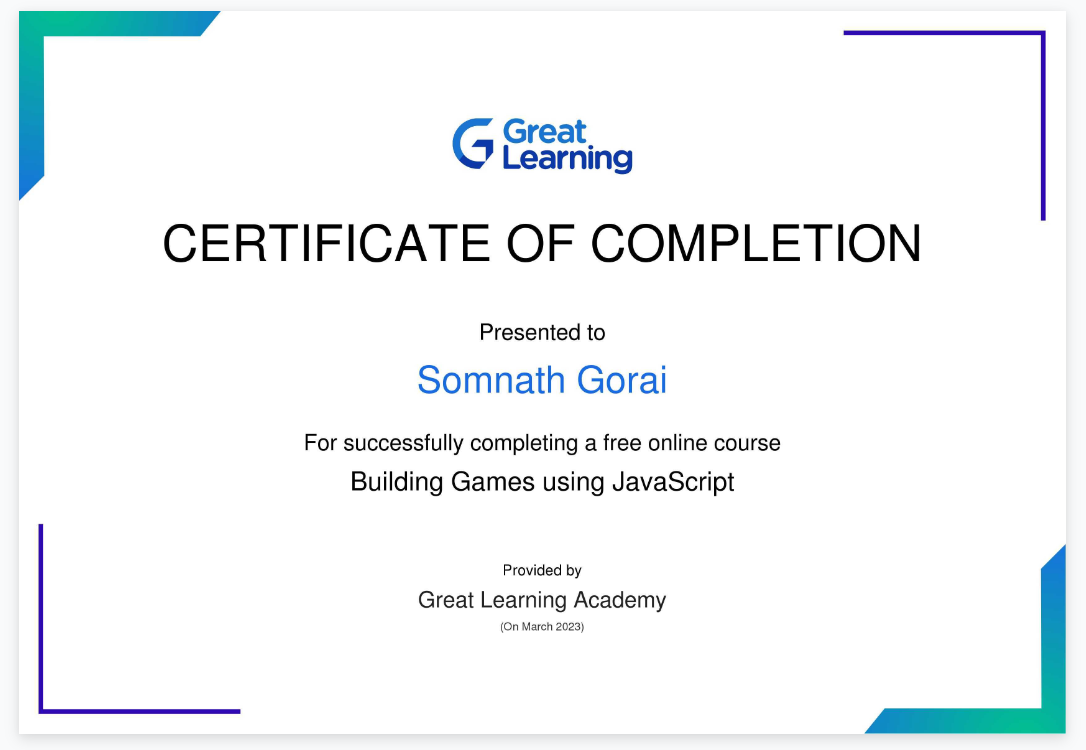 Great
Learning
CERTIFICATE OF COMPLETION
Presented to
Somnath Gorai
For successfully completing a free online course
Building Games using JavaScript
Provided by
Great Learning Academy
(On March 2023)